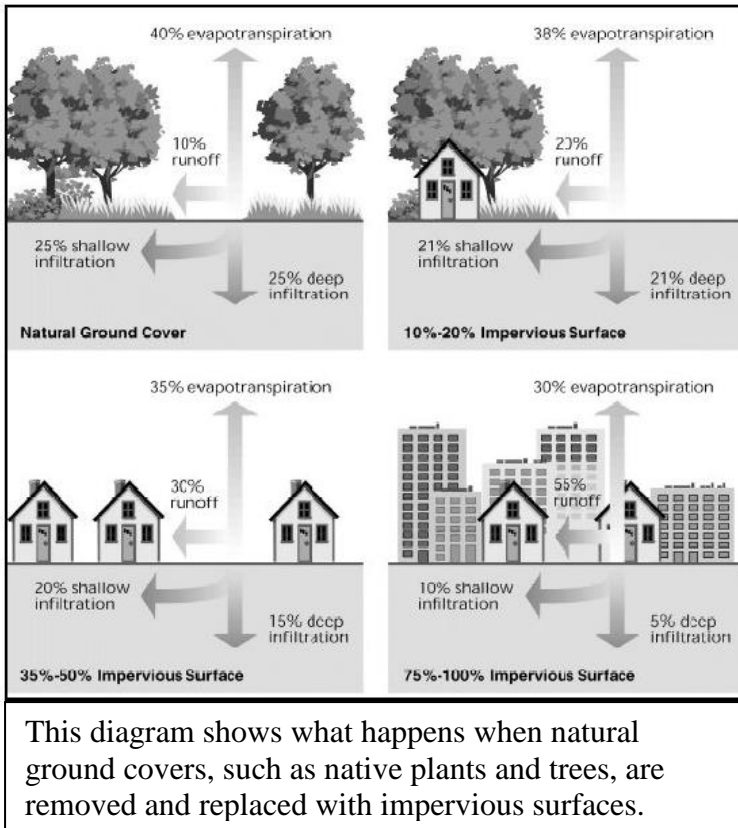 40% evapotranspiration
10%
runoff
25% shallow
infiltration
25% deep
infiltration
Natural Ground Cover
38% evapotranspiration
20%
runoff
21% shallow
infiltration
21% deep
infiltration
10%-20% Impervious Surface
35% evapotranspiration
30%
runoff
20% shallow
infiltration
15% deep
infiltration
35%-50% Impervious Surface
30% evapotranspiration
55%
runoff
10% shallow
infiltration
5% deep
infiltration
75%-100% Impervious Surface
This diagram shows what happens when natural
ground covers, such as native plants and trees, are
removed and replaced with impervious surfaces.